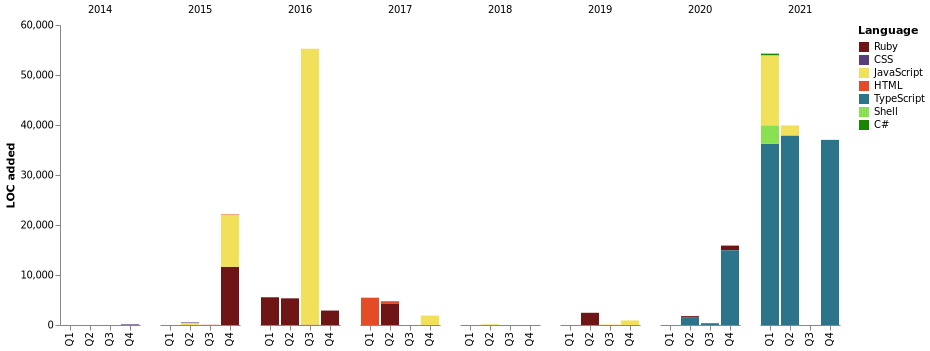 2014 2015 2016 2017 2018 2019 2020 2021
LOC added
60,000
50,000
40,000
30,000
20,000
10,000
0
Q1 Q2 Q3 Q4 Q1 Q2 Q3 Q4 Q1 Q2 Q3 Q4 Q1 Q2 Q3 Q4 Q1 Q2 Q3 Q4 Q1 Q2 Q3 Q4 Q1 Q2 Q3 Q4 Q1 Q2 Q3 Q4
Language
Ruby
CSS
JavaScript
HTML
TypeScript
Shell
C#